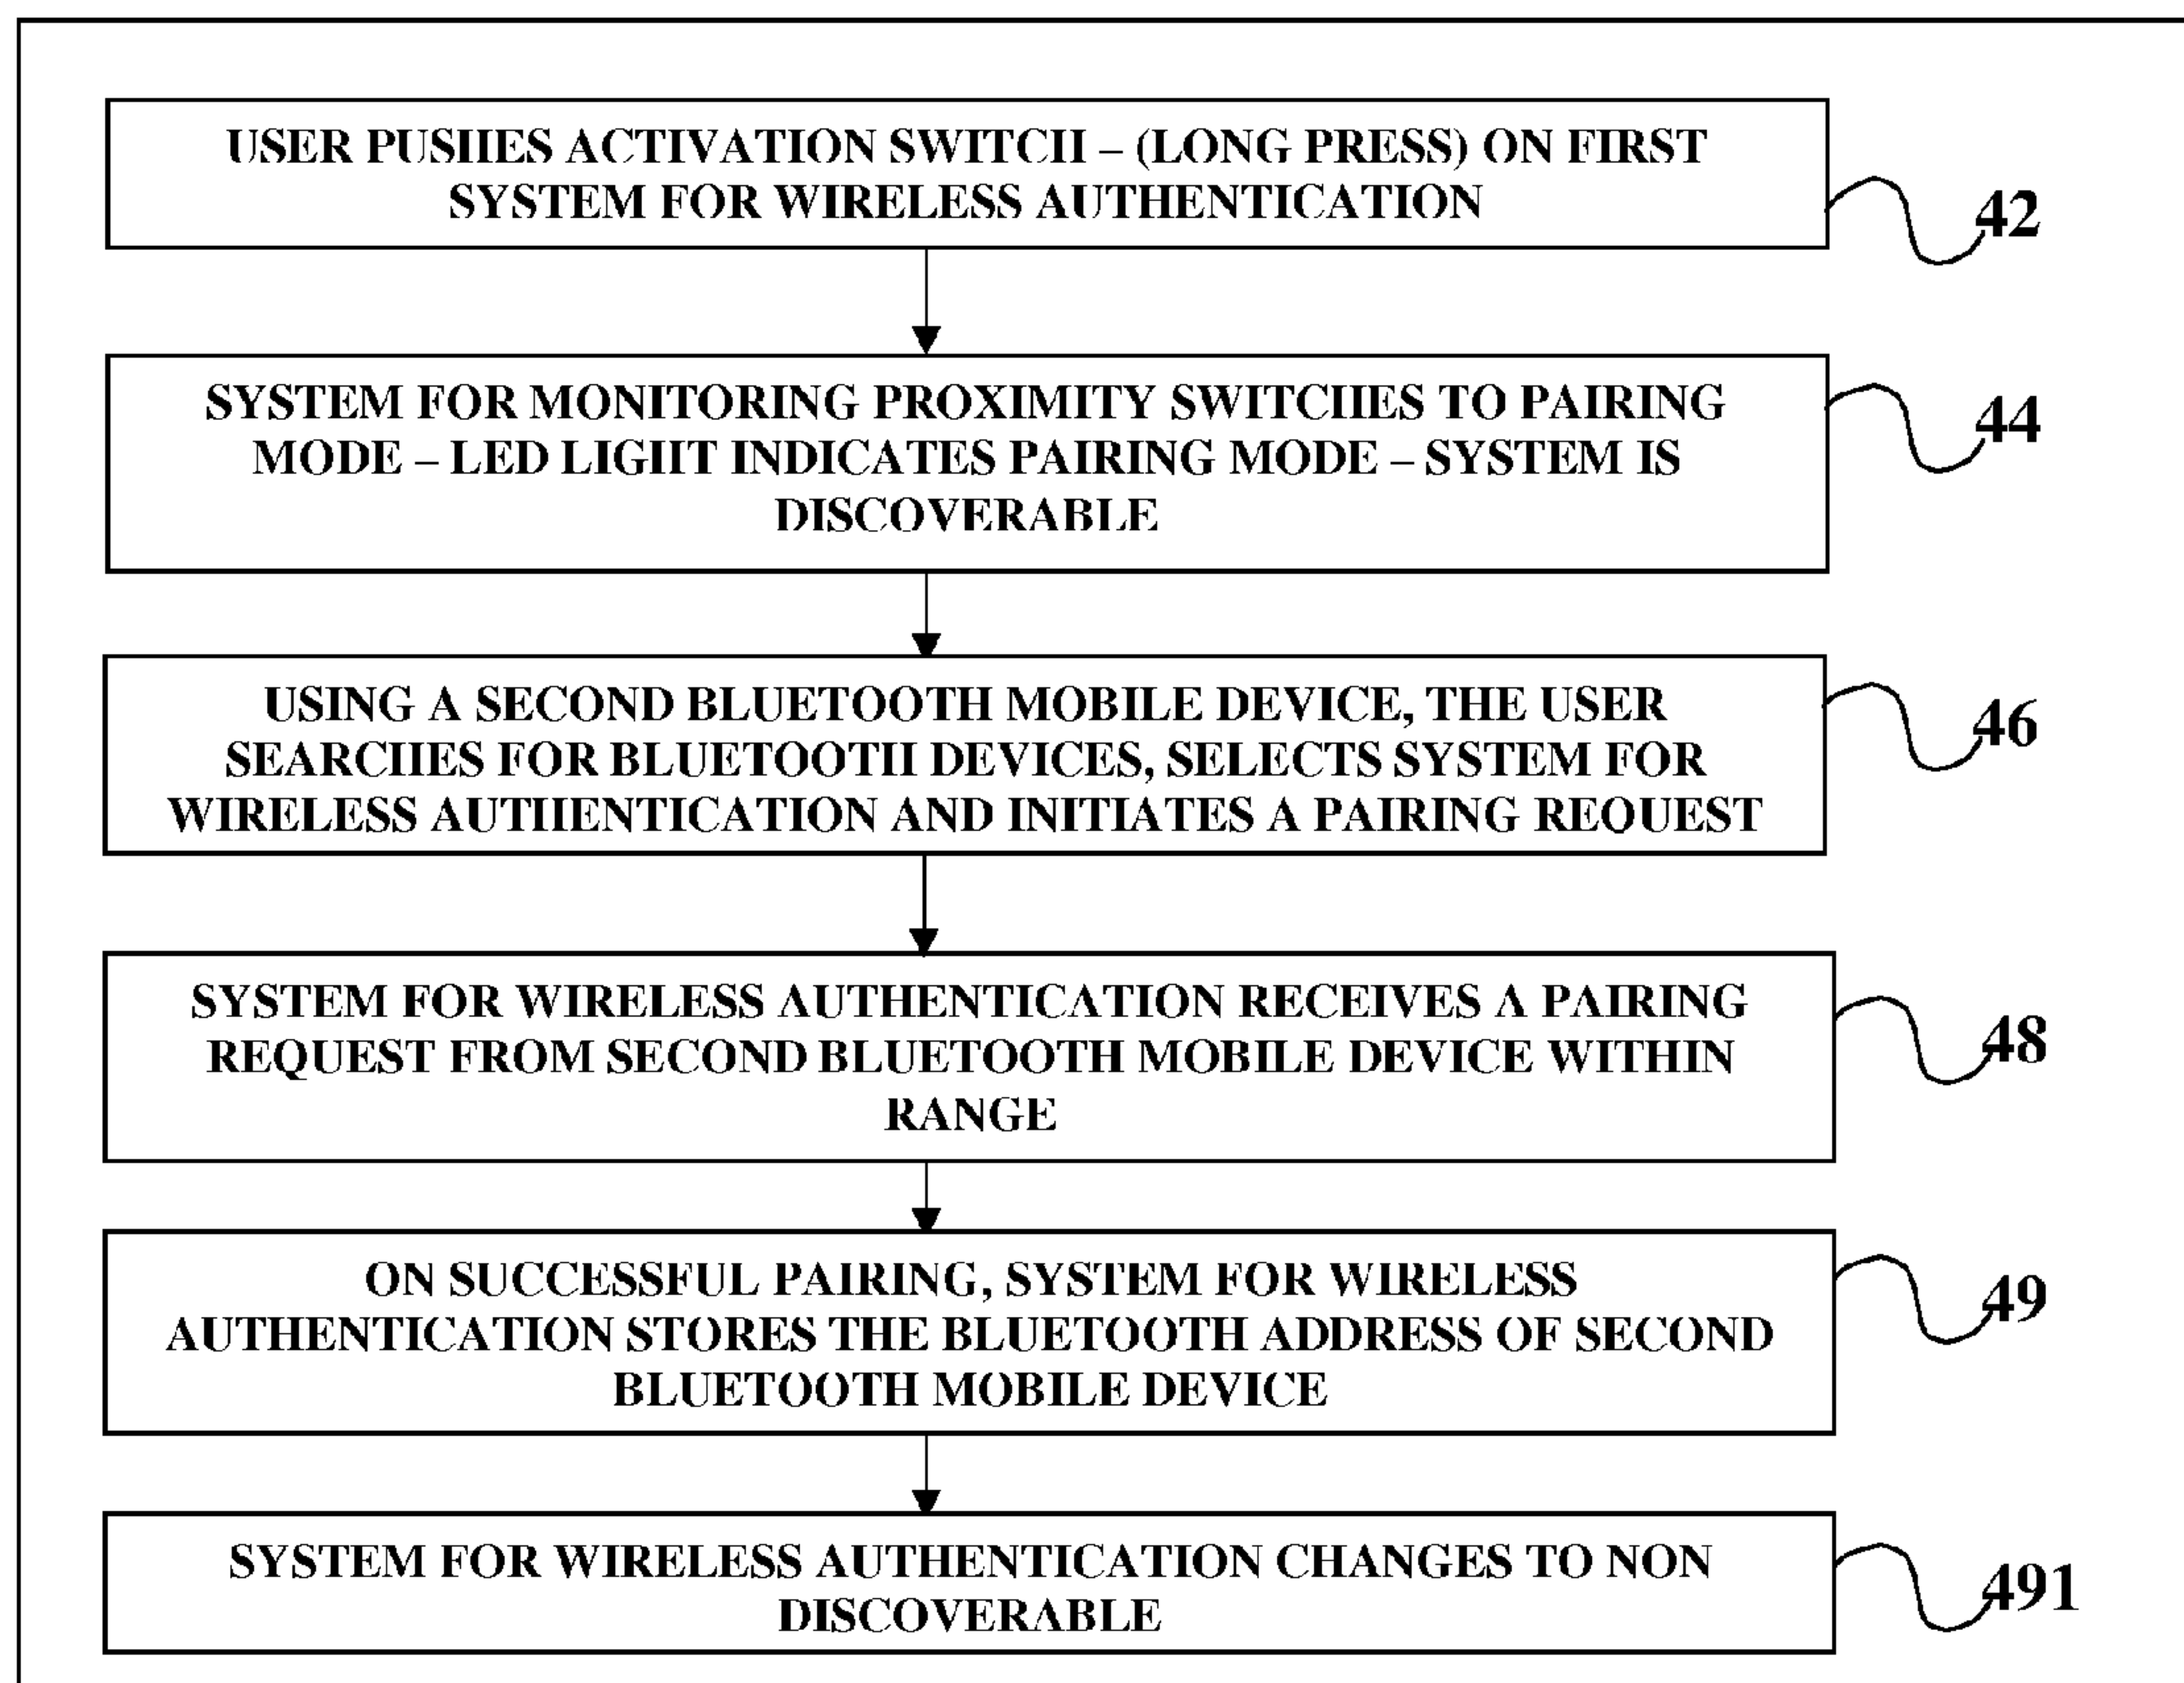 USER PUSHES ACTIVATION SWITCH – (LONG PRESS) ON FIRST
SYSTEM FOR WIRELESS AUTHENTICATION
42
SYSTEM FOR MONITORING PROXIMITY SWITCHES TO PAIRING
MODE – LED LIGHT INDICATES PAIRING MODE – SYSTEM IS
DISCOVERABLE
44
USING A SECOND BLUETOOTH MOBILE DEVICE, THE USER
SEARCHES FOR BLUETOOTH DEVICES, SELECTS SYSTEM FOR
WIRELESS AUTHENTICATION AND INITIATES A PAIRING REQUEST
46
SYSTEM FOR WIRELESS AUTHENTICATION RECEIVES A PAIRING
REQUEST FROM SECOND BLUETOOTH MOBILE DEVICE WITHIN
RANGE
48
ON SUCCESSFUL PAIRING, SYSTEM FOR WIRELESS
AUTHENTICATION STORES THE BLUETOOTH ADDRESS OF SECOND
BLUETOOTH MOBILE DEVICE
49
SYSTEM FOR WIRELESS AUTHENTICATION CHANGES TO NON
DISCOVERABLE
491